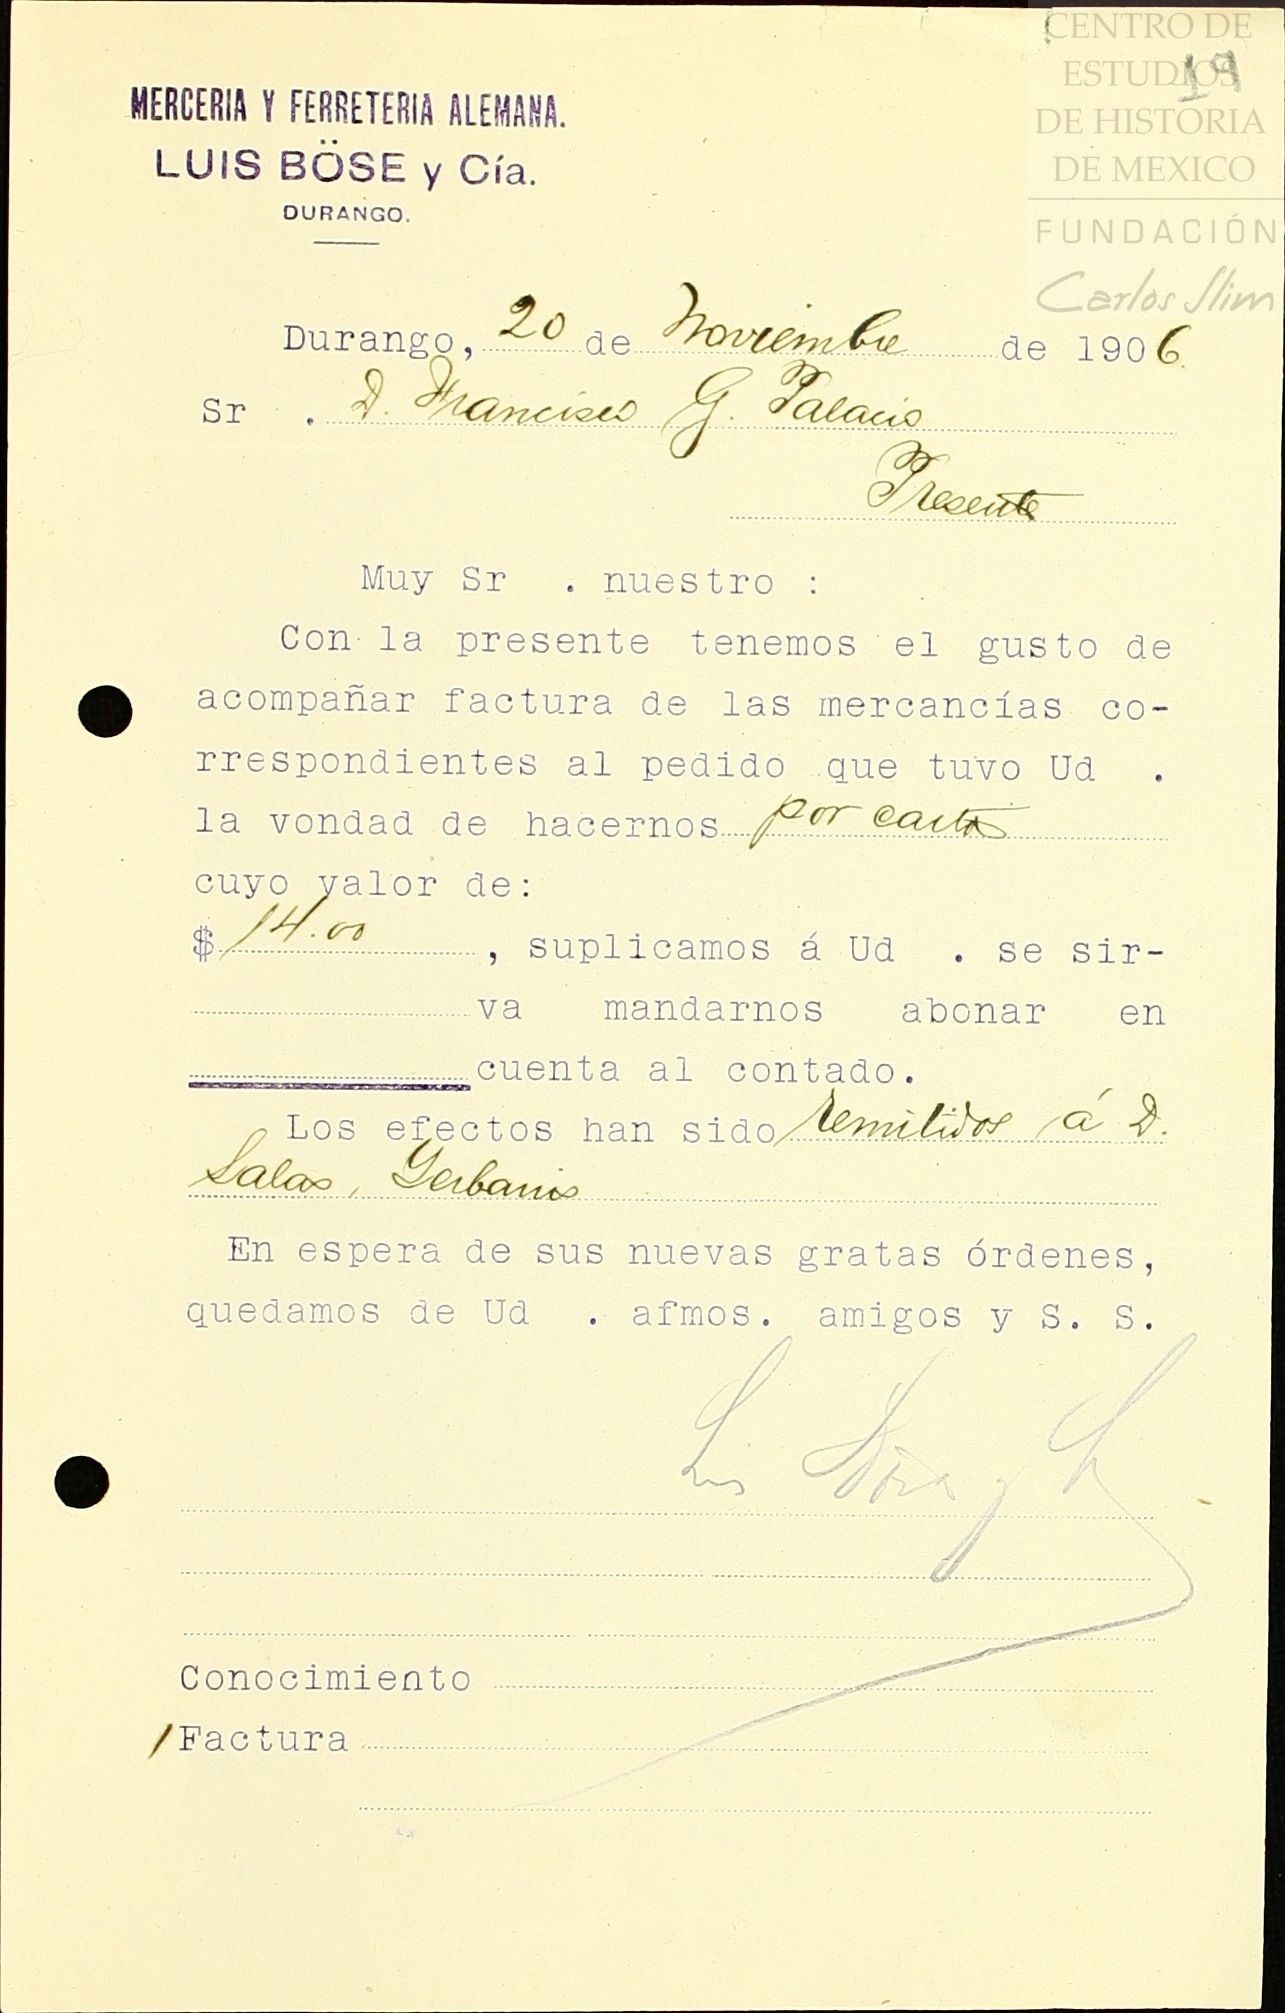 CENTRO DE
ESTUDIOS
DE HISTORIA
DE MEXICO
FUNDACIÓN
Carlos Slim
19
MERCERIA Y FERRETERIA ALEMANA.
LUIS BÖSE y Cía.
DURANGO.
Durango, 20 de Noviembre de 1906.
Sr . D. Francisco G. Palacio
Presente
Muy Sr . nuestro :
Con la presente tenemos el gusto de
acompañar factura de las mercancías co-
rrespondientes al pedido que tuvo Ud .
la vondad de hacernos por carta
cuyo valor de:
$ 14.00 , suplicamos á Ud . se sir-
va mandarnos abonar en
cuenta al contado.
Los efectos han sido remitidos á D.
Salas,
En espera de sus nuevas gratas órdenes,
quedamos de Ud . afmos. amigos y S. S.
Luis Böse y Cía
Conocimiento
/ Factura